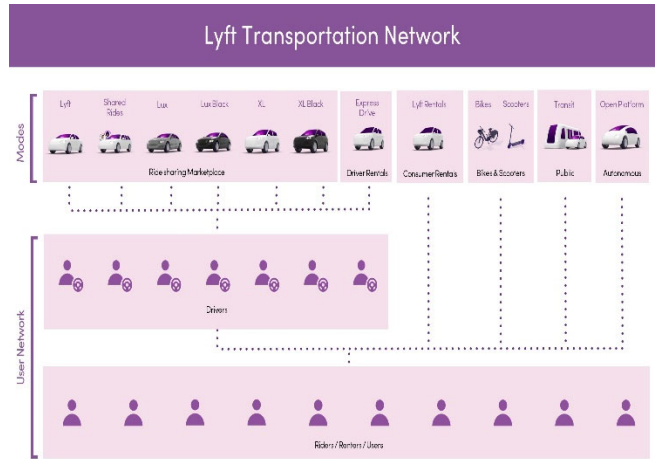 Lyft Transportation Network
Modes
Lyft
Shared Rides
Lux
Lux Black
XL
XL Black
Express Drive
Lyft Rentals
Bikes
Scooters
Transit
Open Platform
Ride sharing Marketplace
Driver Rentals
Consumer Rentals
Bikes & Scooters
Public
Autonomous
User Network
Drivers
Riders / Renters / Users